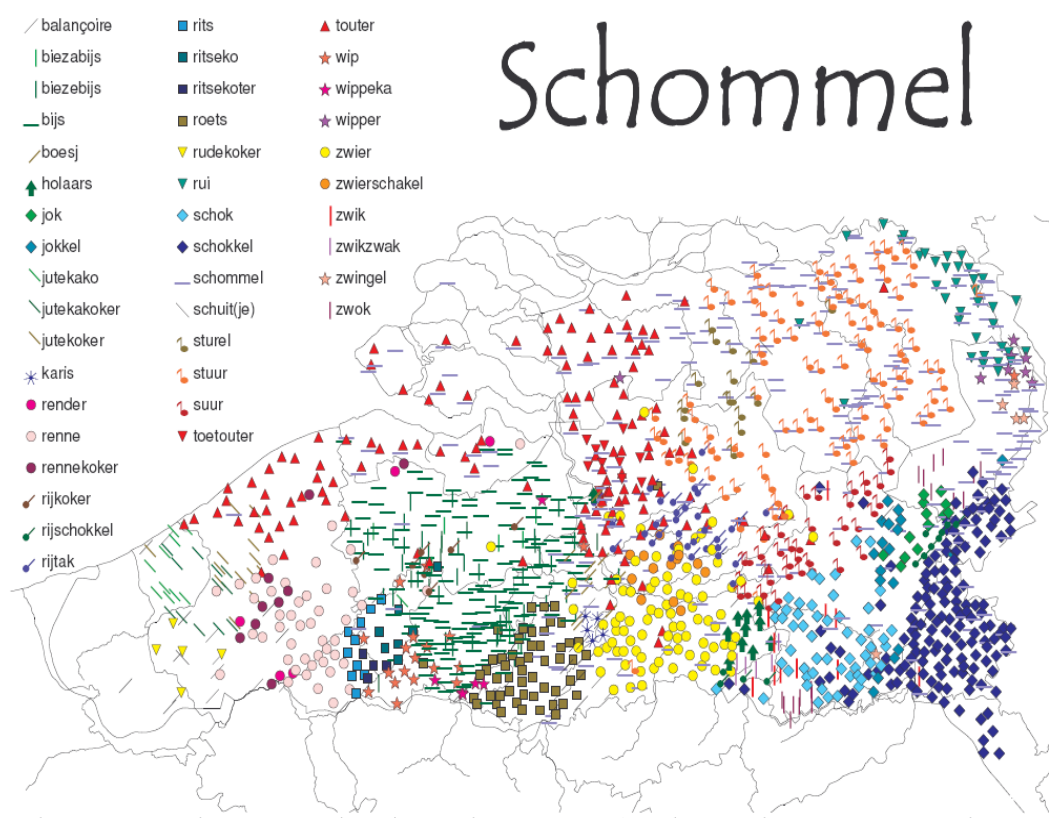 Schommel
balançoire
biezabijs
biezebijs
bijs
boesj
holaars
jok
jokkel
jutekako
jutekakoker
jutekoker
karis
render
renne
rennekoker
rijkoker
rijschokkel
rijtak
rits
ritseko
ritsekoter
roets
rudekoker
rui
schok
schokkel
schommel
schuit(je)
sturel
stuur
suur
toetouter
touter
wip
wippeka
wipper
zwier
zwierschakel
zwik
zwikzwak
zwingel
zwok